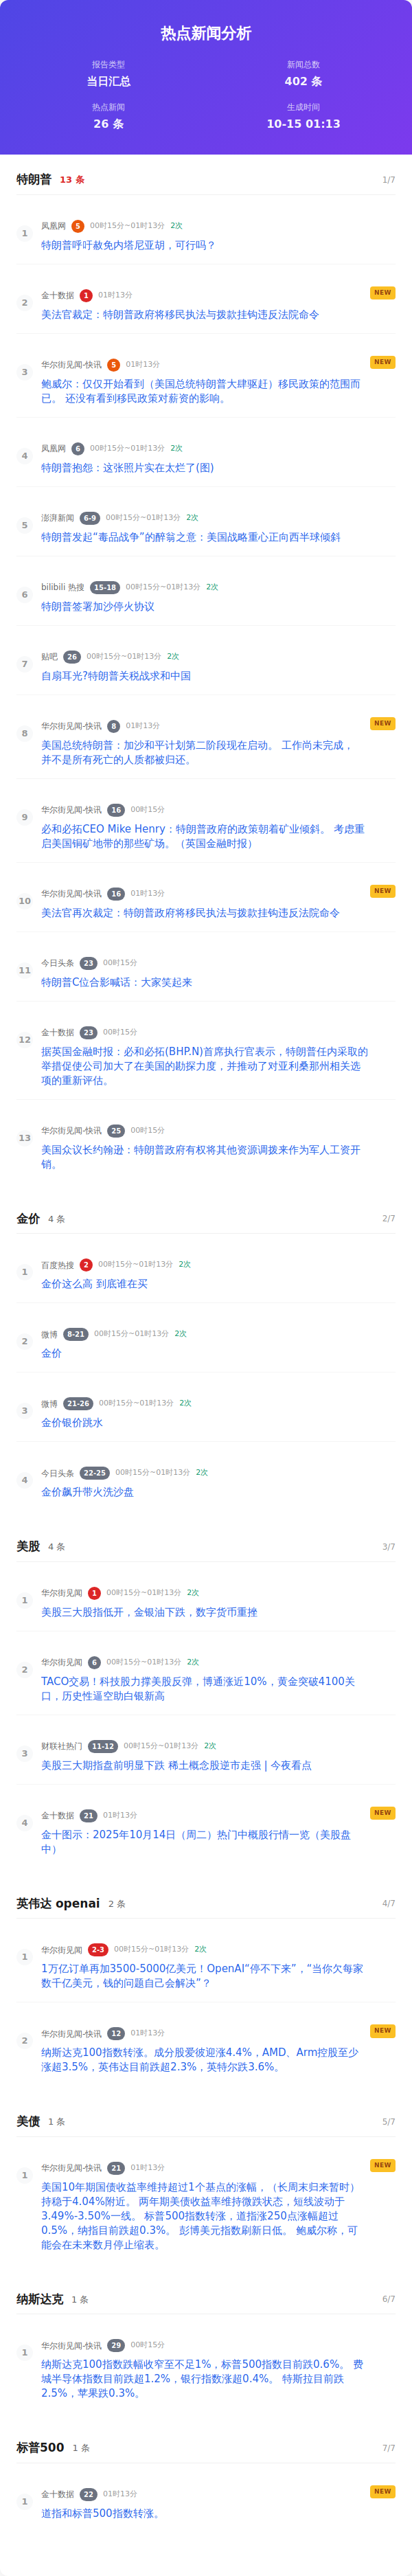 热点新闻分析
报告类型
当日汇总
新闻总数
402 条
热点新闻
26 条
生成时间
10-15 01:13
特朗普 13 条 1/7
1
凤凰网 5 00时15分~01时13分 2次
特朗普呼吁赦免内塔尼亚胡，可行吗？
2
金十数据 1 01时13分 NEW
美法官裁定：特朗普政府将移民执法与拨款挂钩违反法院命令
3
华尔街见闻-快讯 5 01时13分 NEW
鲍威尔：仅仅开始看到（美国总统特朗普大肆驱赶）移民政策的范围而
已。 还没有看到移民政策对薪资的影响。
4
凤凰网 6 00时15分~01时13分 2次
特朗普抱怨：这张照片实在太烂了(图)
5
澎湃新闻 6-9 00时15分~01时13分 2次
特朗普发起“毒品战争”的醉翁之意：美国战略重心正向西半球倾斜
6
bilibili 热搜 15-18 00时15分~01时13分 2次
特朗普签署加沙停火协议
7
贴吧 26 00时15分~01时13分 2次
自扇耳光?特朗普关税战求和中国
8
华尔街见闻-快讯 8 01时13分 NEW
美国总统特朗普：加沙和平计划第二阶段现在启动。 工作尚未完成，
并不是所有死亡的人质都被归还。
9
华尔街见闻-快讯 16 00时15分
必和必拓CEO Mike Henry：特朗普政府的政策朝着矿业倾斜。 考虑重
启美国铜矿地带的那些矿场。（英国金融时报）
10
华尔街见闻-快讯 16 01时13分 NEW
美法官再次裁定：特朗普政府将移民执法与拨款挂钩违反法院命令
11
今日头条 23 00时15分
特朗普C位合影喊话：大家笑起来
12
金十数据 23 00时15分
据英国金融时报：必和必拓(BHP.N)首席执行官表示，特朗普任内采取的
举措促使公司加大了在美国的勘探力度，并推动了对亚利桑那州相关选
项的重新评估。
13
华尔街见闻-快讯 25 00时15分
美国众议长约翰逊：特朗普政府有权将其他资源调拨来作为军人工资开
销。
金价 4 条 2/7
1
百度热搜 2 00时15分~01时13分 2次
金价这么高 到底谁在买
2
微博 8-21 00时15分~01时13分 2次
金价
3
微博 21-26 00时15分~01时13分 2次
金价银价跳水
4
今日头条 22-25 00时15分~01时13分 2次
金价飙升带火洗沙盘
美股 4 条 3/7
1
华尔街见闻 1 00时15分~01时13分 2次
美股三大股指低开，金银油下跌，数字货币重挫
2
华尔街见闻 6 00时15分~01时13分 2次
TACO交易！科技股力撑美股反弹，博通涨近10%，黄金突破4100关
口，历史性逼空助白银新高
3
财联社热门 11-12 00时15分~01时13分 2次
美股三大期指盘前明显下跌 稀土概念股逆市走强 | 今夜看点
4
金十数据 21 01时13分 NEW
金十图示：2025年10月14日（周二）热门中概股行情一览（美股盘
中）
英伟达 openai 2 条 4/7
1
华尔街见闻 2-3 00时15分~01时13分 2次
1万亿订单再加3500-5000亿美元！OpenAI“停不下来”，“当你欠每家
数千亿美元，钱的问题自己会解决”？
2
华尔街见闻-快讯 12 01时13分 NEW
纳斯达克100指数转涨。成分股爱彼迎涨4.4%，AMD、Arm控股至少
涨超3.5%，英伟达目前跌超2.3%，英特尔跌3.6%。
美债 1 条 5/7
1
华尔街见闻-快讯 21 01时13分 NEW
美国10年期国债收益率维持超过1个基点的涨幅，（长周末归来暂时）
持稳于4.04%附近。 两年期美债收益率维持微跌状态，短线波动于
3.49%-3.50%一线。 标普500指数转涨，道指涨250点涨幅超过
0.5%，纳指目前跌超0.3%。 彭博美元指数刷新日低。 鲍威尔称，可
能会在未来数月停止缩表。
纳斯达克 1 条 6/7
1
华尔街见闻-快讯 29 00时15分
纳斯达克100指数跌幅收窄至不足1%，标普500指数目前跌0.6%。 费
城半导体指数目前跌超1.2%，银行指数涨超0.4%。 特斯拉目前跌
2.5%，苹果跌0.3%。
标普500 1 条 7/7
1
金十数据 22 01时13分 NEW
道指和标普500指数转涨。